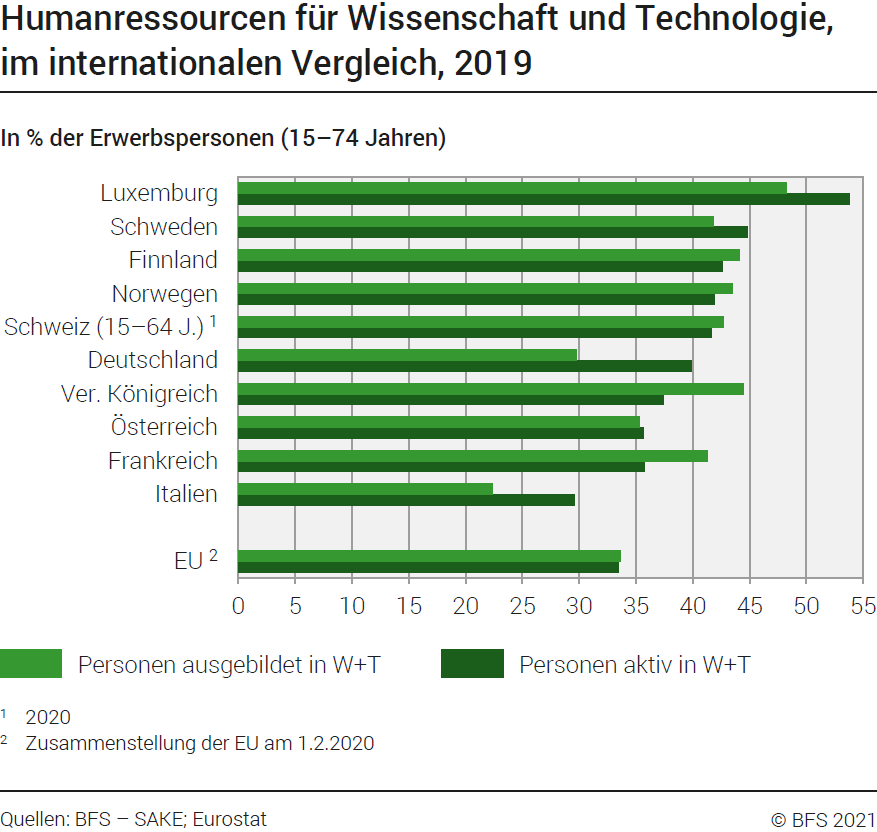 Humanressourcen für Wissenschaft und Technologie,
im internationalen Vergleich, 2019
In % der Erwerbspersonen (15–74 Jahren)
Luxemburg
Schweden
Finnland
Norwegen
Schweiz (15–64 J.) ¹
Deutschland
Ver. Königreich
Österreich
Frankreich
Italien
EU ²
0 5 10 15 20 25 30 35 40 45 50 55
Personen ausgebildet in W+T Personen aktiv in W+T
¹ 2020
² Zusammenstellung der EU am 1.2.2020
Quellen: BFS – SAKE; Eurostat © BFS 2021